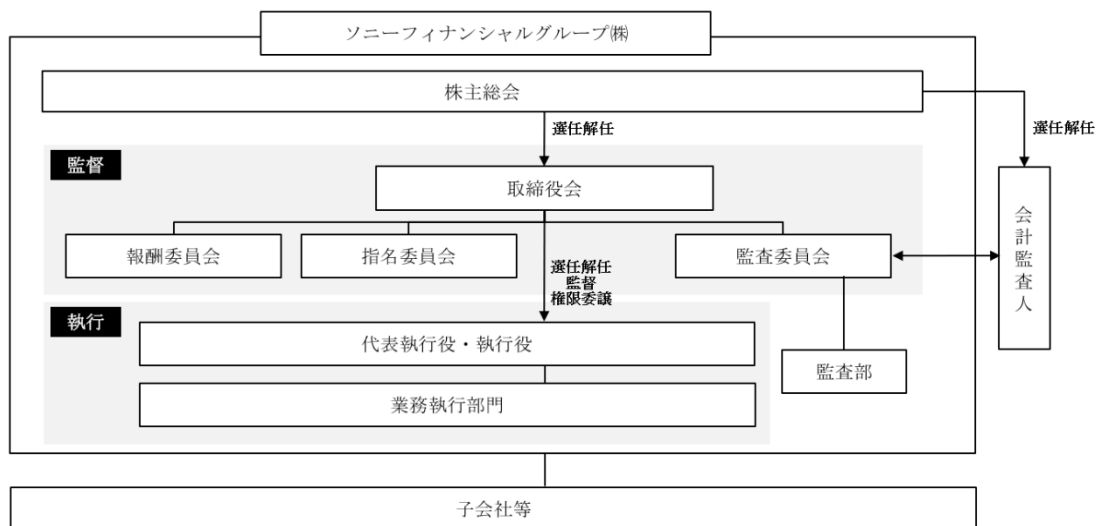 ソニーフィナンシャルグループ㈱
株主総会
選任解任
選任解任
監督
取締役会
報酬委員会
指名委員会
監査委員会
会計監査人
選任解任
監督
権限委譲
執行
代表執行役・執行役
監査部
業務執行部門
子会社等